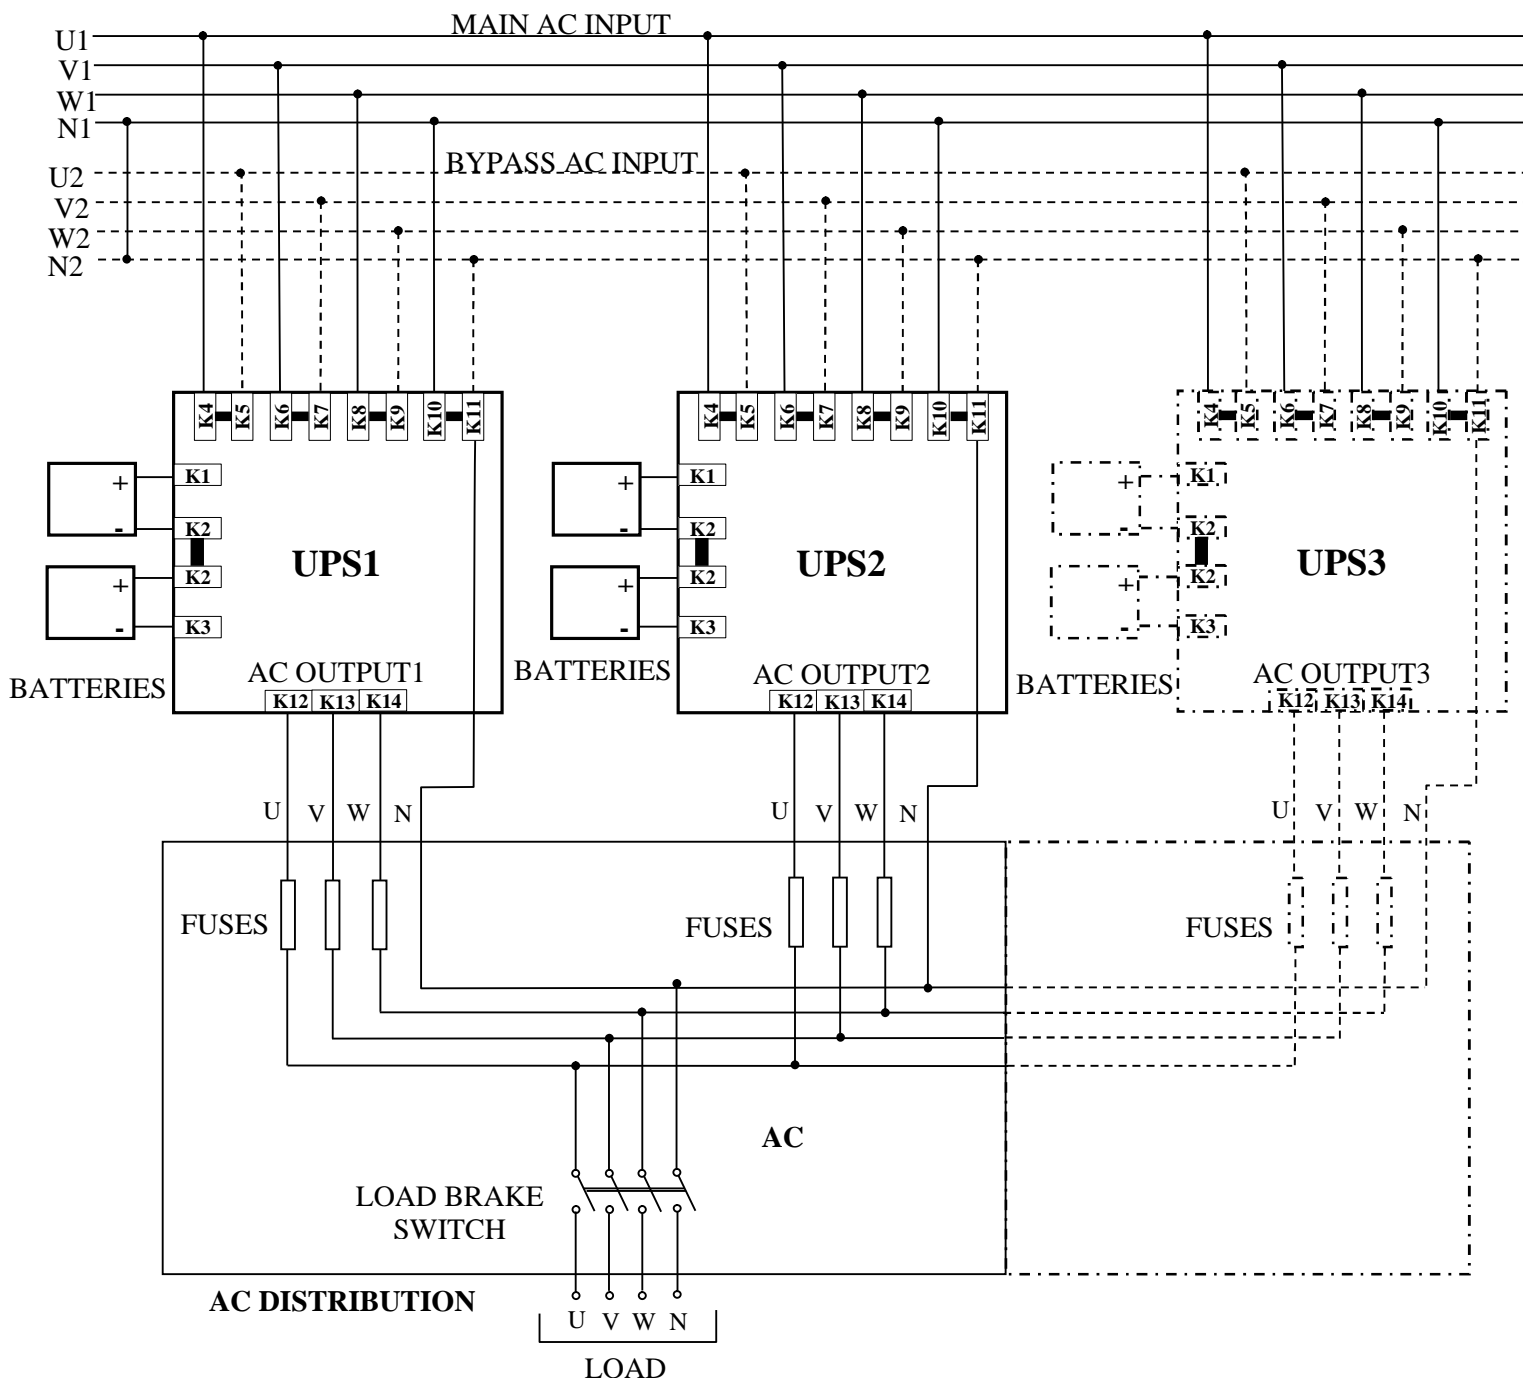 MAIN AC INPUT
U1
V1
W1
N1
BYPASS AC INPUT
U2
V2
W2
N2
K4 K5 K6 K7 K8 K9 K10 K11
K4 K5 K6 K7 K8 K9 K10 K11
K4 K5 K6 K7 K8 K9 K10 K11
+ K1
- K2
+ K2
- K3
UPS1
BATTERIES
AC OUTPUT1
K12 K13 K14
+ K1
- K2
+ K2
- K3
UPS2
BATTERIES
AC OUTPUT2
K12 K13 K14
+ K1
- K2
+ K2
- K3
UPS3
BATTERIES
AC OUTPUT3
K12 K13 K14
U V W N
U V W N
U V W N
FUSES
FUSES
FUSES
AC
LOAD BRAKE
SWITCH
AC DISTRIBUTION
U V W N
LOAD